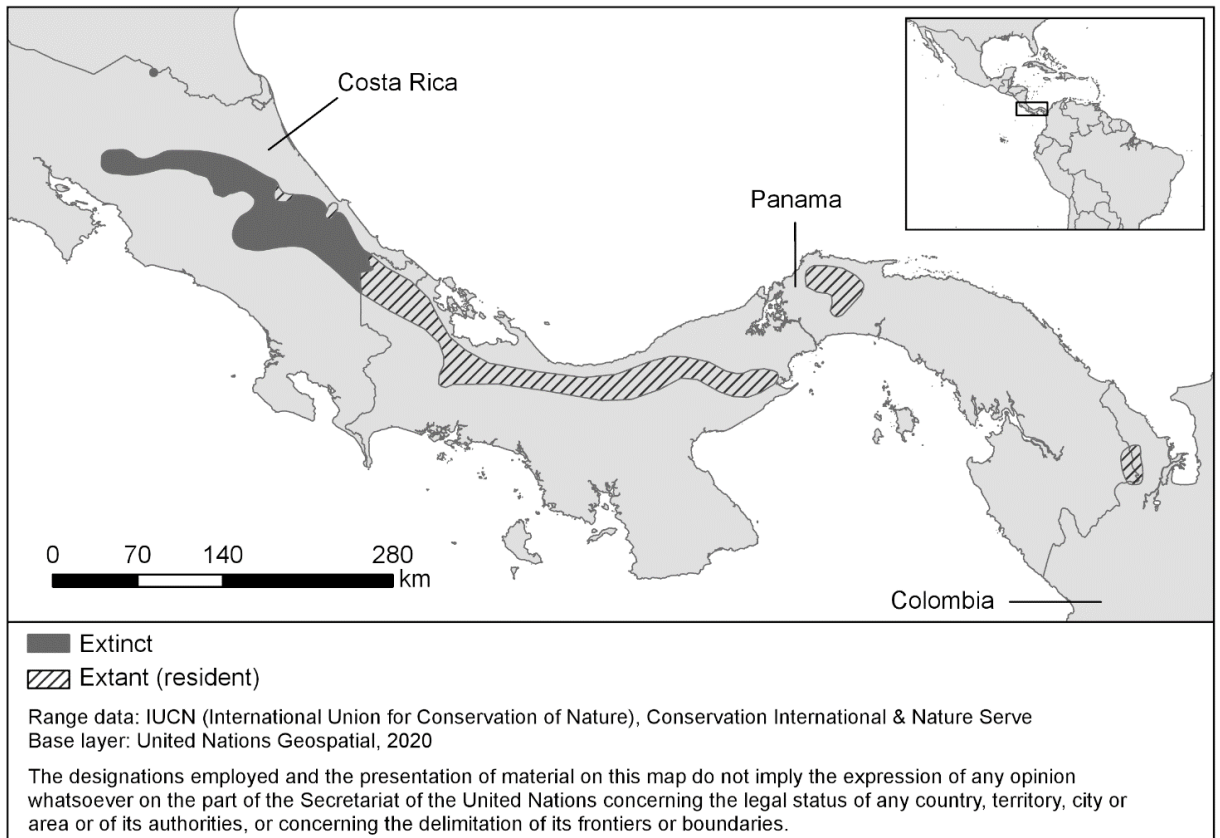 Costa Rica
Panama
0 70 140 280
km
Colombia
Extinct
Extant (resident)
Range data: IUCN (International Union for Conservation of Nature), Conservation International & Nature Serve
Base layer: United Nations Geospatial, 2020
The designations employed and the presentation of material on this map do not imply the expression of any opinion
whatsoever on the part of the Secretariat of the United Nations concerning the legal status of any country, territory, city or
area or of its authorities, or concerning the delimitation of its frontiers or boundaries.